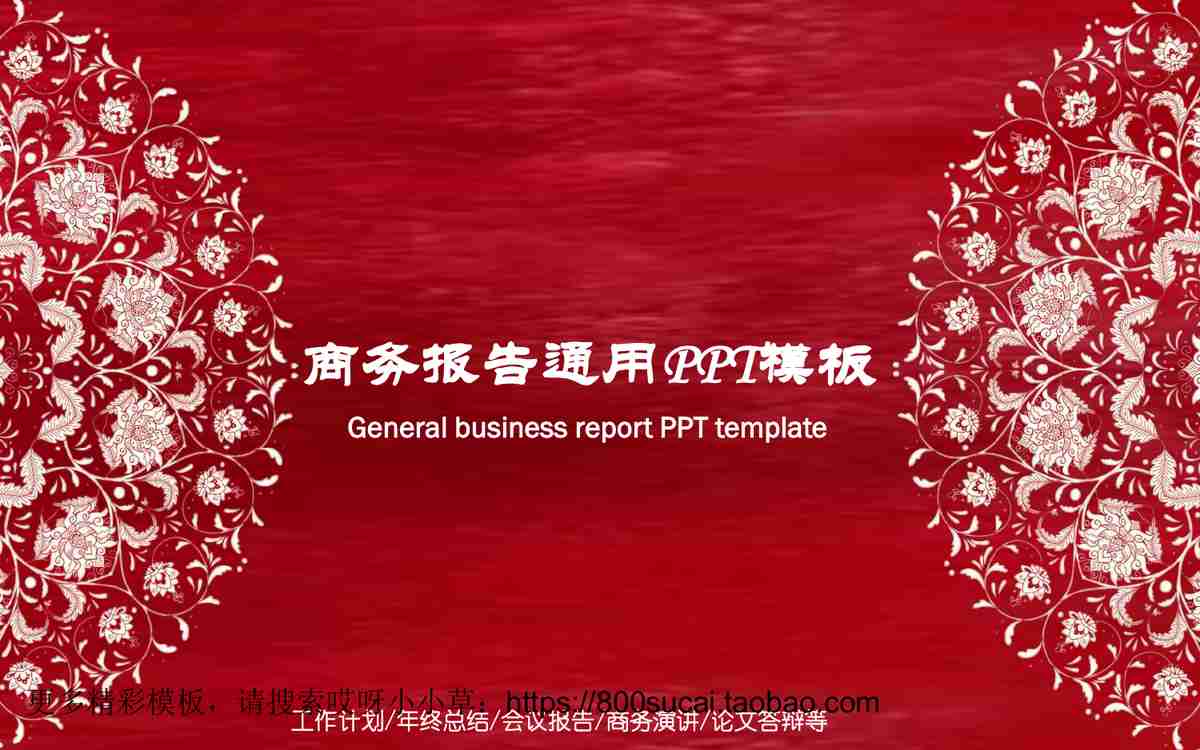 商务报告通用PPT模板
General business report PPT template
更多精彩模板，请搜索哎呀小小草：https://800sucai.taobao.com
工作计划/年终总结/会议报告/商务演讲/论文答辩等